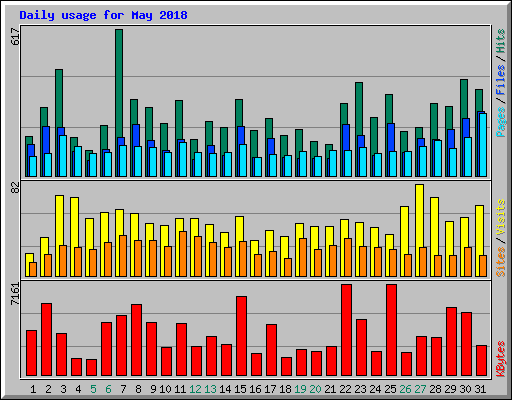 Daily usage for May 2018
617
Pages / Files / Hits
82
Sites / Visits
7161
KBytes
1 2 3 4 5 6 7 8 9 10 11 12 13 14 15 16 17 18 19 20 21 22 23 24 25 26 27 28 29 30 31